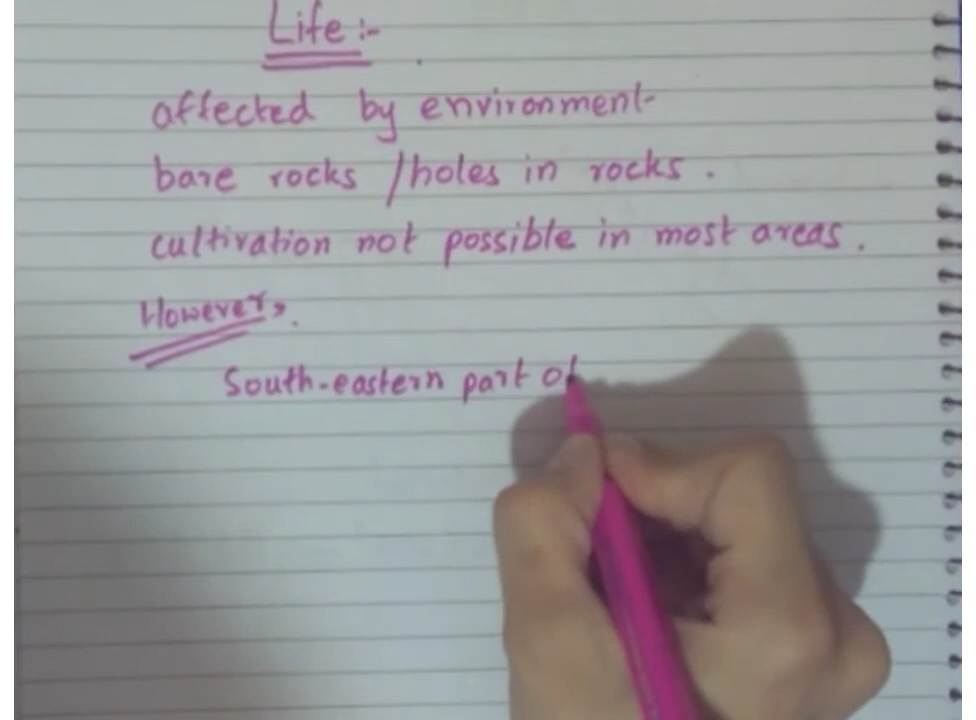 Life :-
affected by environment
bare rocks / holes in rocks.
cultivation not possible in most areas.
However,.
South-eastern part of